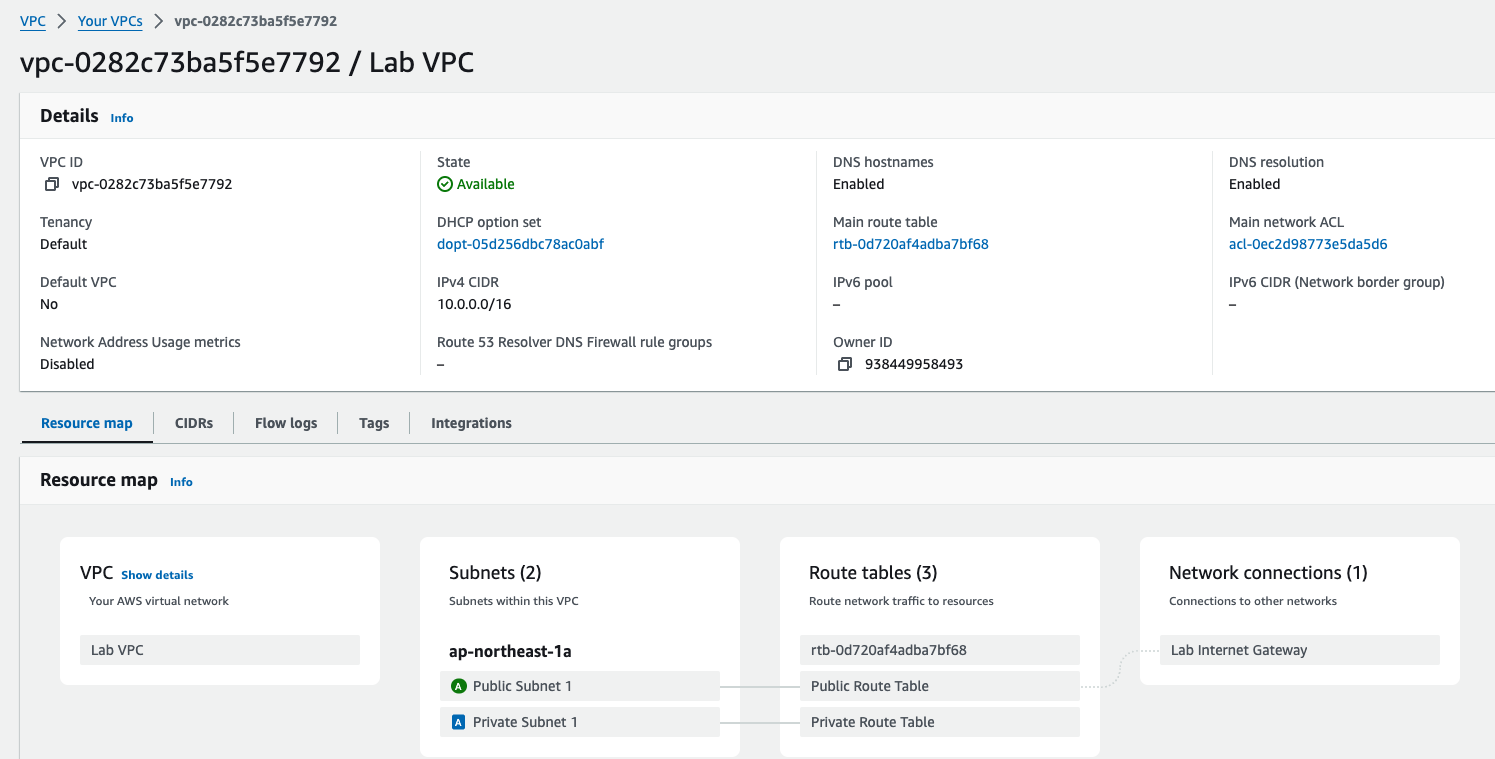 VPC > Your VPCs > vpc-0282c73ba5f5e7792
vpc-0282c73ba5f5e7792 / Lab VPC
Details Info
VPC ID
vpc-0282c73ba5f5e7792
State
Available
DNS hostnames
Enabled
DNS resolution
Enabled
Tenancy
Default
DHCP option set
dopt-05d256dbc78ac0abf
Main route table
rtb-0d720af4adba7bf68
Main network ACL
acl-0ec2d98773e5da5d6
Default VPC
No
IPv4 CIDR
10.0.0.0/16
IPv6 pool
–
IPv6 CIDR (Network border group)
–
Network Address Usage metrics
Disabled
Route 53 Resolver DNS Firewall rule groups
–
Owner ID
938449958493
Resource map CIDRs Flow logs Tags Integrations
Resource map Info
VPC Show details
Your AWS virtual network
Lab VPC
Subnets (2)
Subnets within this VPC
ap-northeast-1a
A Public Subnet 1
A Private Subnet 1
Route tables (3)
Route network traffic to resources
rtb-0d720af4adba7bf68
Public Route Table
Private Route Table
Network connections (1)
Connections to other networks
Lab Internet Gateway